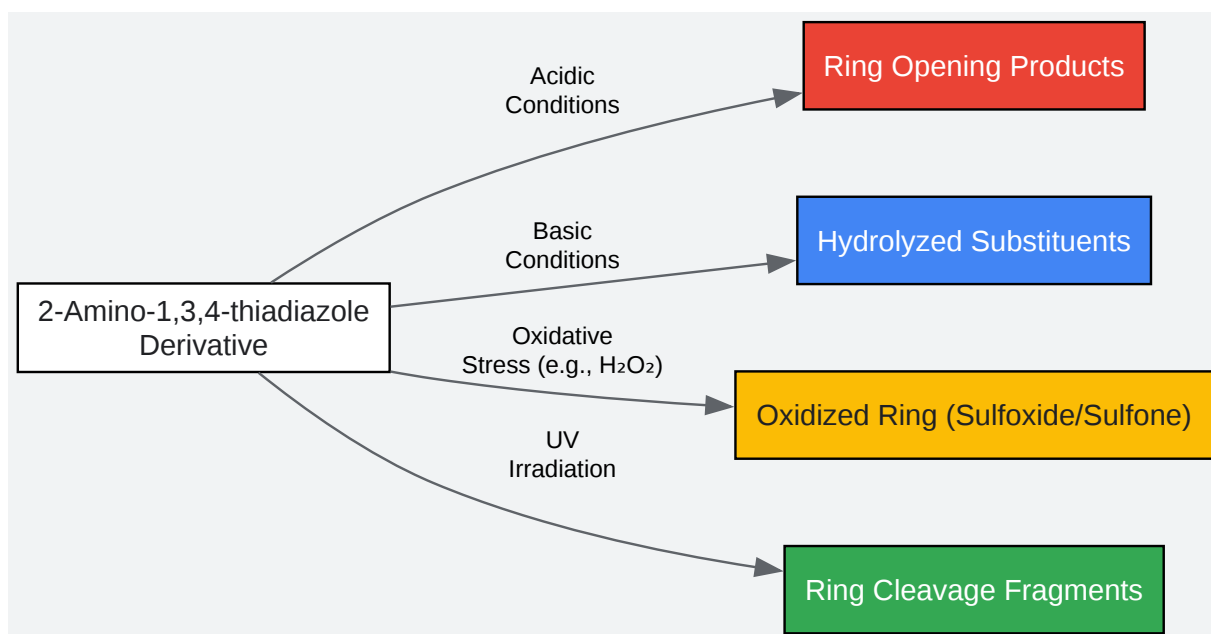 Acidic
Conditions
Ring Opening Products
Basic
Conditions
Hydrolyzed Substituents
2-Amino-1,3,4-thiadiazole
Derivative
Oxidative
Stress (e.g., H₂O₂)
Oxidized Ring (Sulfoxide/Sulfone)
UV
Irradiation
Ring Cleavage Fragments